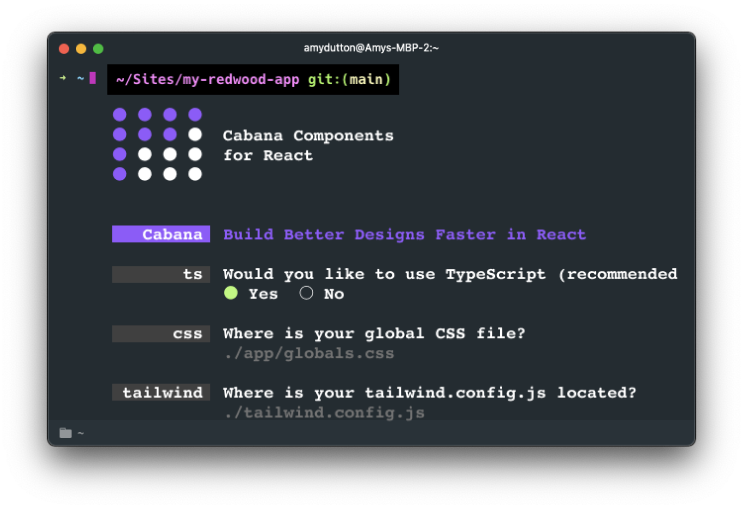 amydutton@Amys-MBP-2:~
➜ ~ ~/Sites/my-redwood-app git:(main)
Cabana Components
for React
Cabana Build Better Designs Faster in React
ts Would you like to use TypeScript (recommended
Yes No
css Where is your global CSS file?
./app/globals.css
tailwind Where is your tailwind.config.js located?
./tailwind.config.js
~